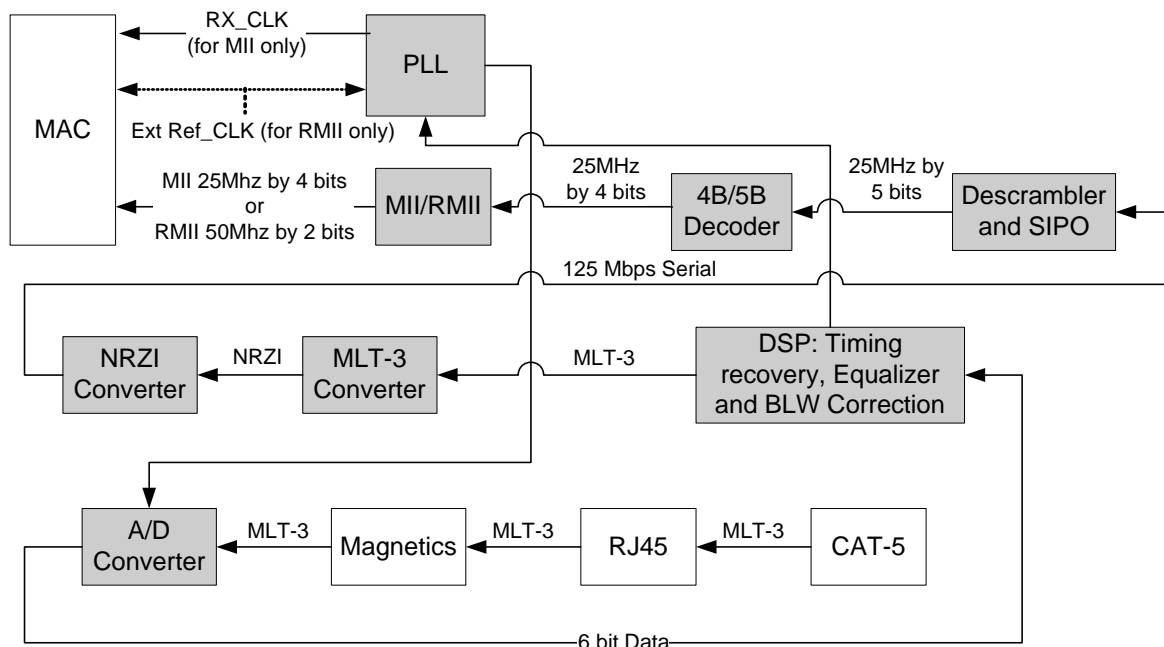 RX_CLK
(for MII only)
PLL
MAC
Ext Ref_CLK (for RMII only)
MII 25Mhz by 4 bits
or
RMII 50Mhz by 2 bits
MII/RMII
25MHz
by 4 bits
4B/5B
Decoder
25MHz by
5 bits
Descrambler
and SIPO
125 Mbps Serial
NRZI
Converter
NRZI
MLT-3
Converter
MLT-3
DSP: Timing
recovery, Equalizer
and BLW Correction
A/D
Converter
MLT-3
Magnetics
MLT-3
RJ45
MLT-3
CAT-5
6 bit Data